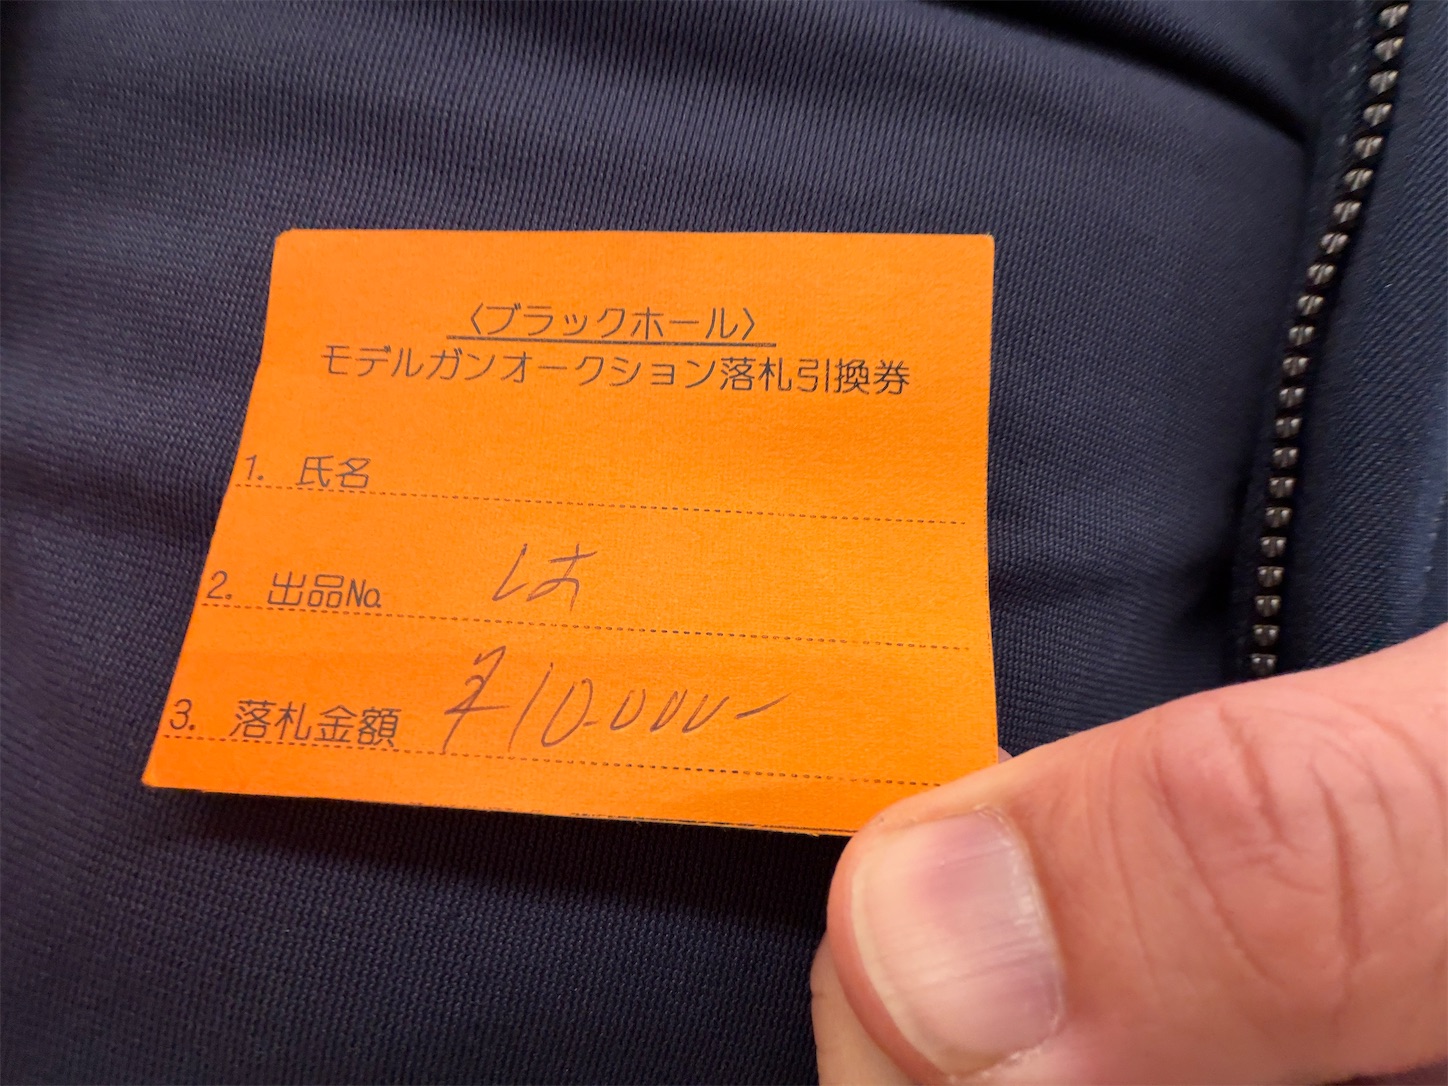 〈ブラックホール〉
モデルガンオークション落札引換券
1. 氏名
2. 出品No. は
3. 落札金額 ¥10.000-